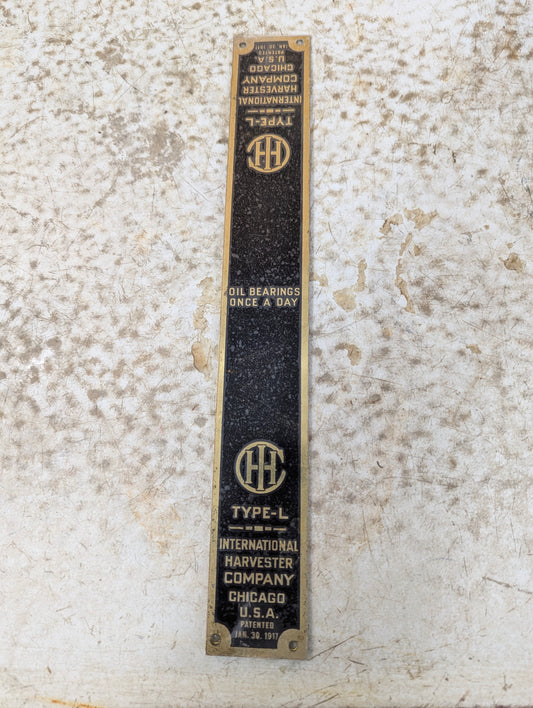 JAN. 30. 1917
PATENTED
U.S.A.
CHICAGO
COMPANY
HARVESTER
INTERNATIONAL
TYPE-L
IHC
OIL BEARINGS
ONCE A DAY
IHC
TYPE-L
INTERNATIONAL
HARVESTER
COMPANY
CHICAGO
U.S.A.
PATENTED
JAN. 30. 1917